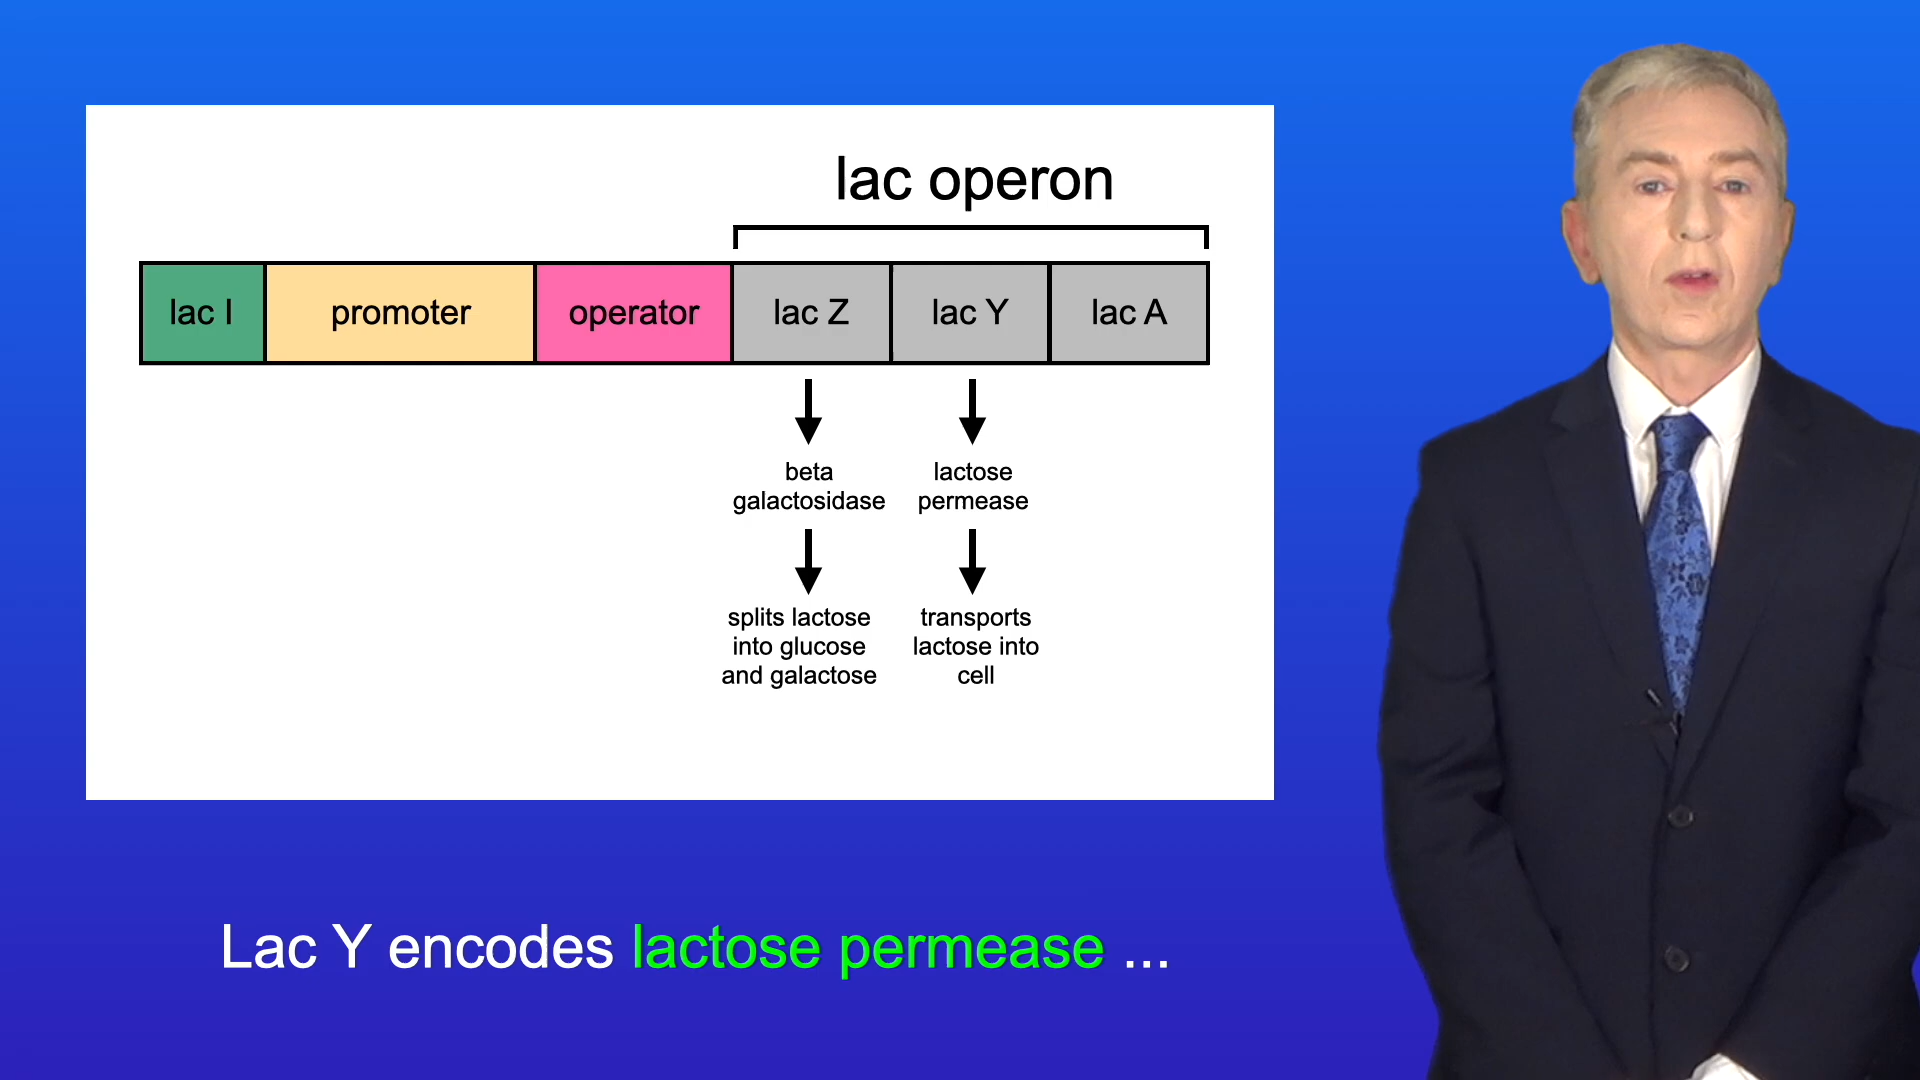 lac operon
lac I promoter operator lac Z lac Y lac A
beta
galactosidase
lactose
permease
splits lactose
into glucose
and galactose
transports
lactose into
cell
Lac Y encodes lactose permease ...